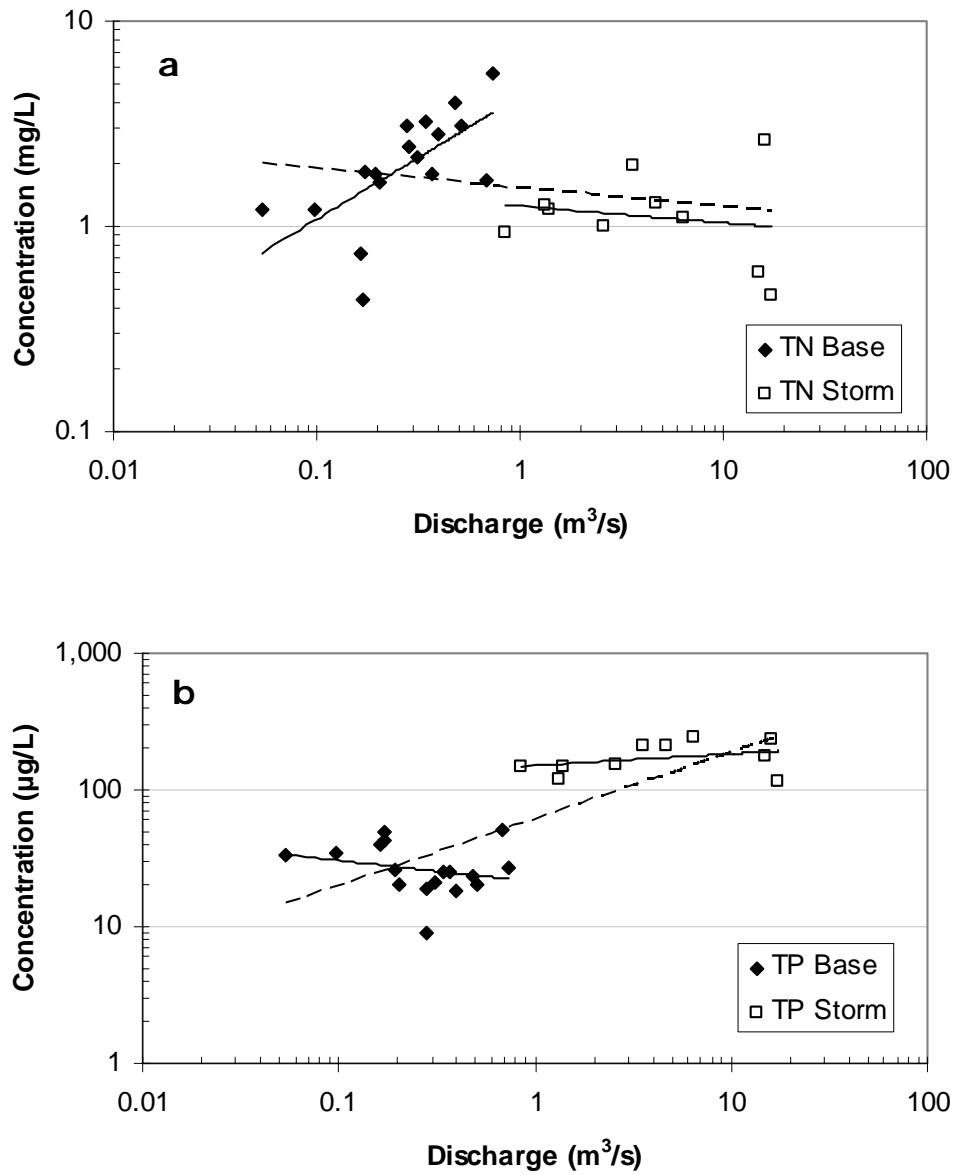 10
a
1
0.1
Concentration (mg/L)
TN Base
TN Storm
0.01 0.1 1 10 100
Discharge (m³/s)
1,000
b
100
10
1
Concentration (µg/L)
TP Base
TP Storm
0.01 0.1 1 10 100
Discharge (m³/s)